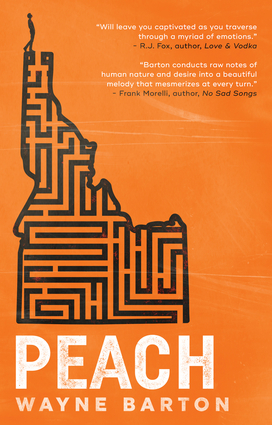 “Will leave you captivated as you traverse
through a myriad of emotions.”
– R.J. Fox, author, Love & Vodka
“Barton conducts raw notes of
human nature and desire into a beautiful
melody that mesmerizes at every turn.”
– Frank Morelli, author, No Sad Songs
PEACH
WAYNE BARTON